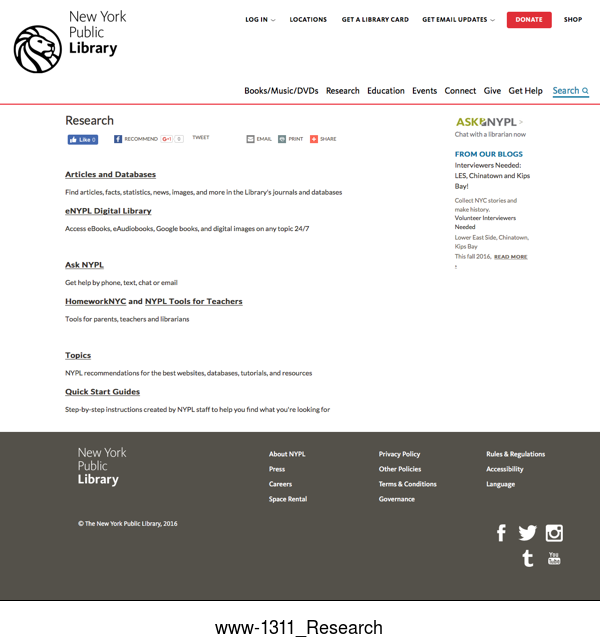 New York
Public
Library
LOG IN
LOCATIONS
GET A LIBRARY CARD
GET EMAIL UPDATES
DONATE
SHOP
Books/Music/DVDs Research Education Events Connect Give Get Help Search
Research
Like 0
RECOMMEND
G+1 0
TWEET
EMAIL
PRINT
SHARE
Articles and Databases
Find articles, facts, statistics, news, images, and more in the Library's journals and databases
eNYPL Digital Library
Access eBooks, eAudiobooks, Google books, and digital images on any topic 24/7
Ask NYPL
Get help by phone, text, chat or email
HomeworkNYC and NYPL Tools for Teachers
Tools for parents, teachers and librarians
Topics
NYPL recommendations for the best websites, databases, tutorials, and resources
Quick Start Guides
Step-by-step instructions created by NYPL staff to help you find what you're looking for
ASK NYPL >
Chat with a librarian now
FROM OUR BLOGS
Interviewers Needed:
LES, Chinatown and Kips
Bay!
Collect NYC stories and
make history.
Volunteer Interviewers
Needed
Lower East Side, Chinatown,
Kips Bay
This fall 2016, READ MORE
New York
Public
Library
About NYPL
Press
Careers
Space Rental
Privacy Policy
Other Policies
Terms & Conditions
Governance
Rules & Regulations
Accessibility
Language
© The New York Public Library, 2016
f
t
You
Tube
www-1311_Research